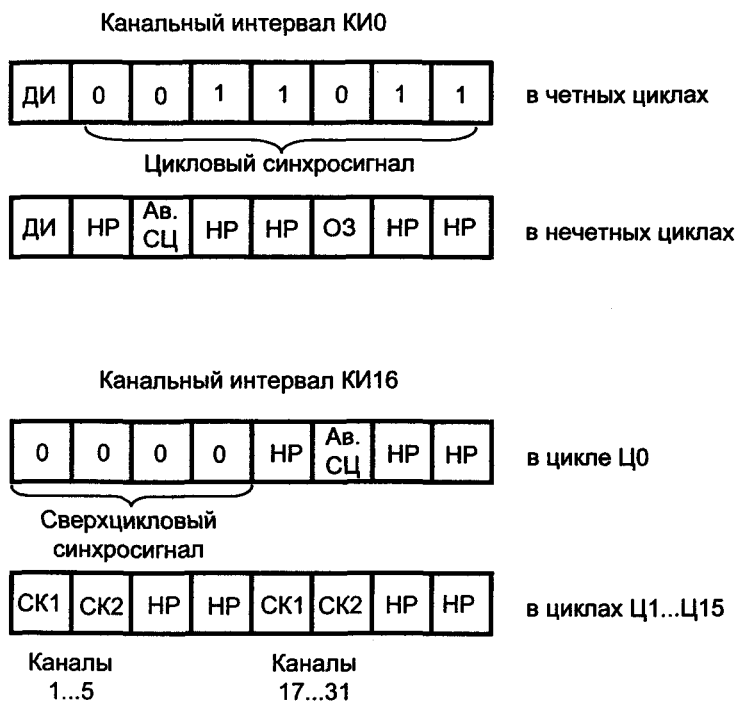 Канальный интервал КИ0
ДИ 0 0 1 1 0 1 1 в четных циклах
Цикловый синхросигнал
ДИ НР Ав. СЦ НР НР ОЗ НР НР в нечетных циклах
Канальный интервал КИ16
0 0 0 0 НР Ав. СЦ НР НР в цикле Ц0
Сверхцикловый
синхросигнал
СК1 СК2 НР НР СК1 СК2 НР НР в циклах Ц1...Ц15
Каналы Каналы
1...5 17...31